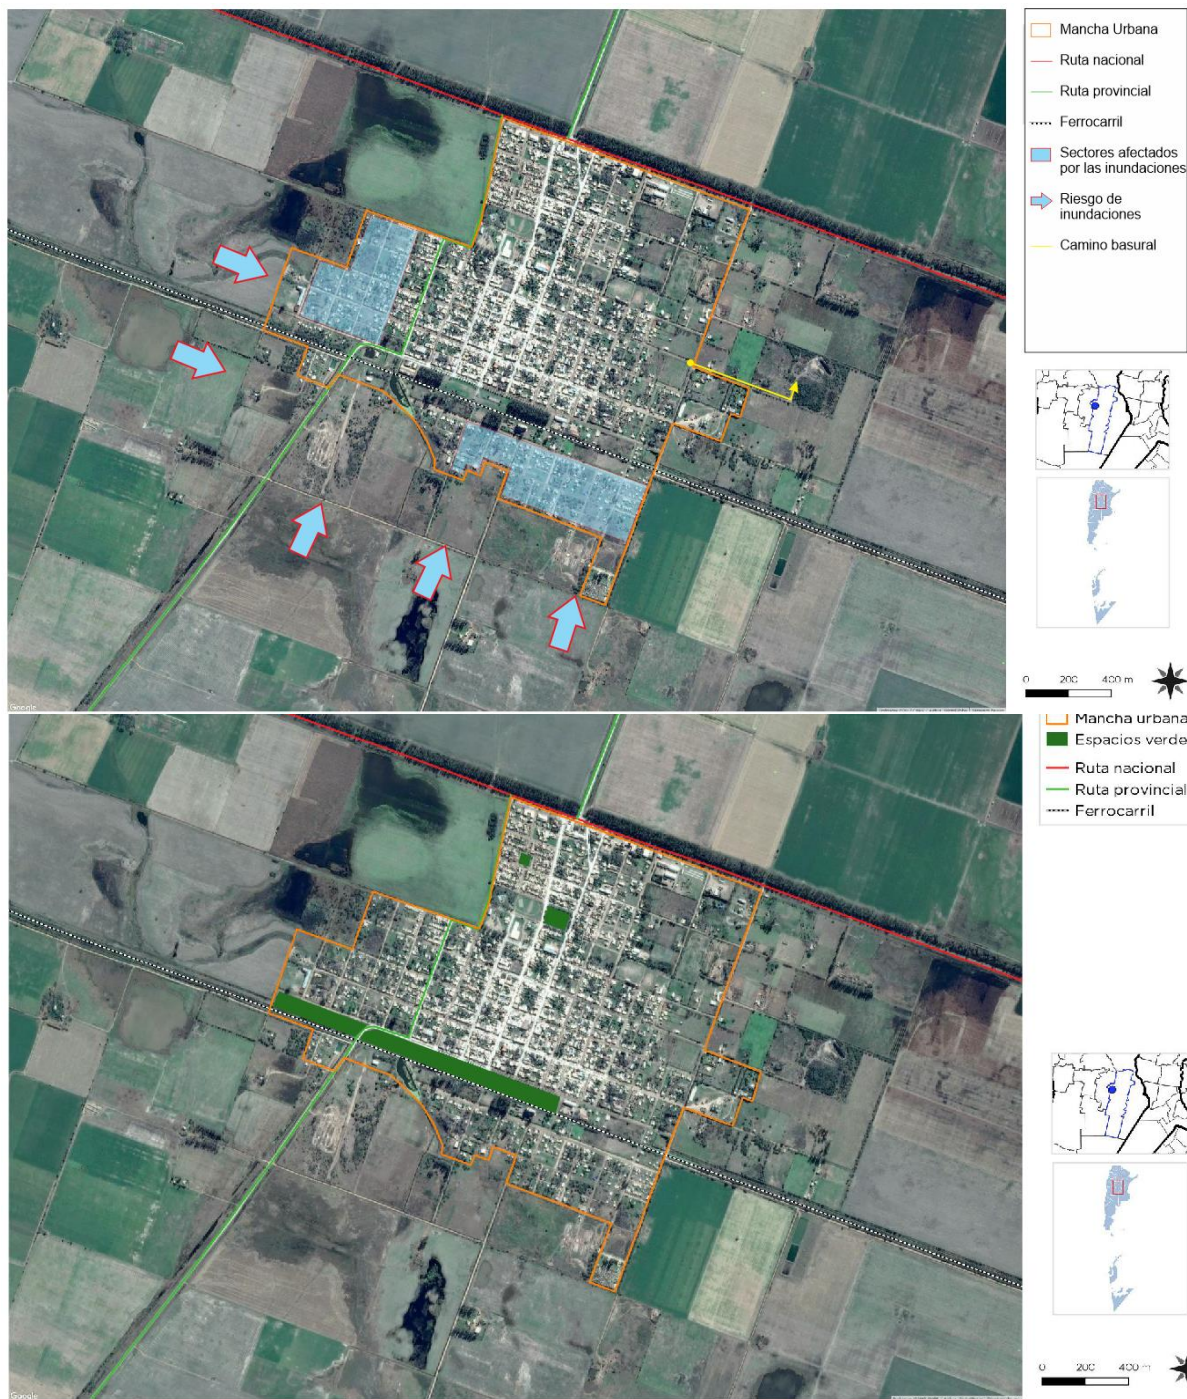 Mancha Urbana
Ruta nacional
Ruta provincial
Ferrocarril
Sectores afectados
por las inundaciones
Riesgo de
inundaciones
Camino basural
0 200 400 m
Google
Mancha urbana
Espacios verde
Ruta nacional
Ruta provincial
Ferrocarril
0 200 400 m
Google